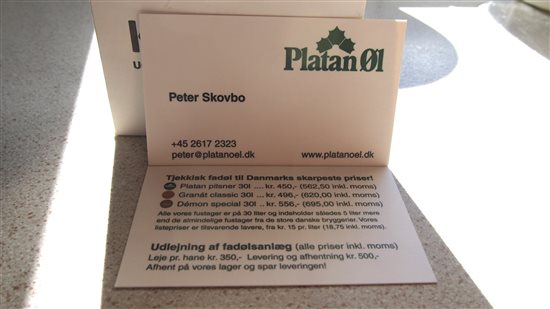 Platan Øl
Peter Skovbo
+45 2617 2323
peter@platanoel.dk www.platanoel.dk
Tjekkisk fadøl til Danmarks skarpeste priser!
Platan pilsner 30l .... kr. 450,- (562,50 inkl. moms)
Granát classic 30l ... kr. 496,- (620,00 inkl. moms)
Démon special 30l .. kr. 556,- (695,00 inkl. moms)
Alle vores fustager er på 30 liter og indeholder således 5 liter mere
end de almindelige fustager fra de store danske bryggerier. Vores
listepriser er tilsvarende lavere, fra kr. 15 pr. liter (18,75 inkl. moms).
Udlejning af fadølsanlæg (alle priser inkl. moms)
Leje pr. hane kr. 350,- Levering og afhentning kr. 500,-
Afhent på vores lager og spar leveringen!